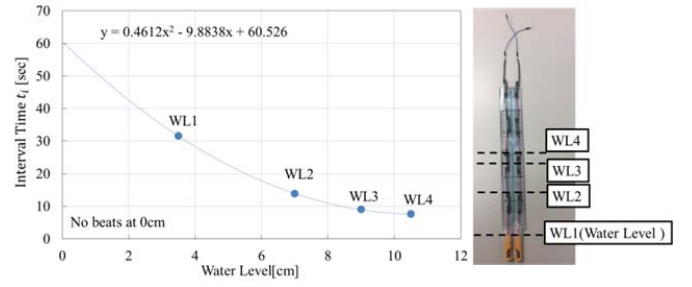 70
60
50
40
30
20
10
0
Interval Time tᵢ [sec]
y = 0.4612x² - 9.8838x + 60.526
WL1
WL2
WL3
WL4
No beats at 0cm
0 2 4 6 8 10 12
Water Level[cm]
WL4
WL3
WL2
WL1(Water Level )